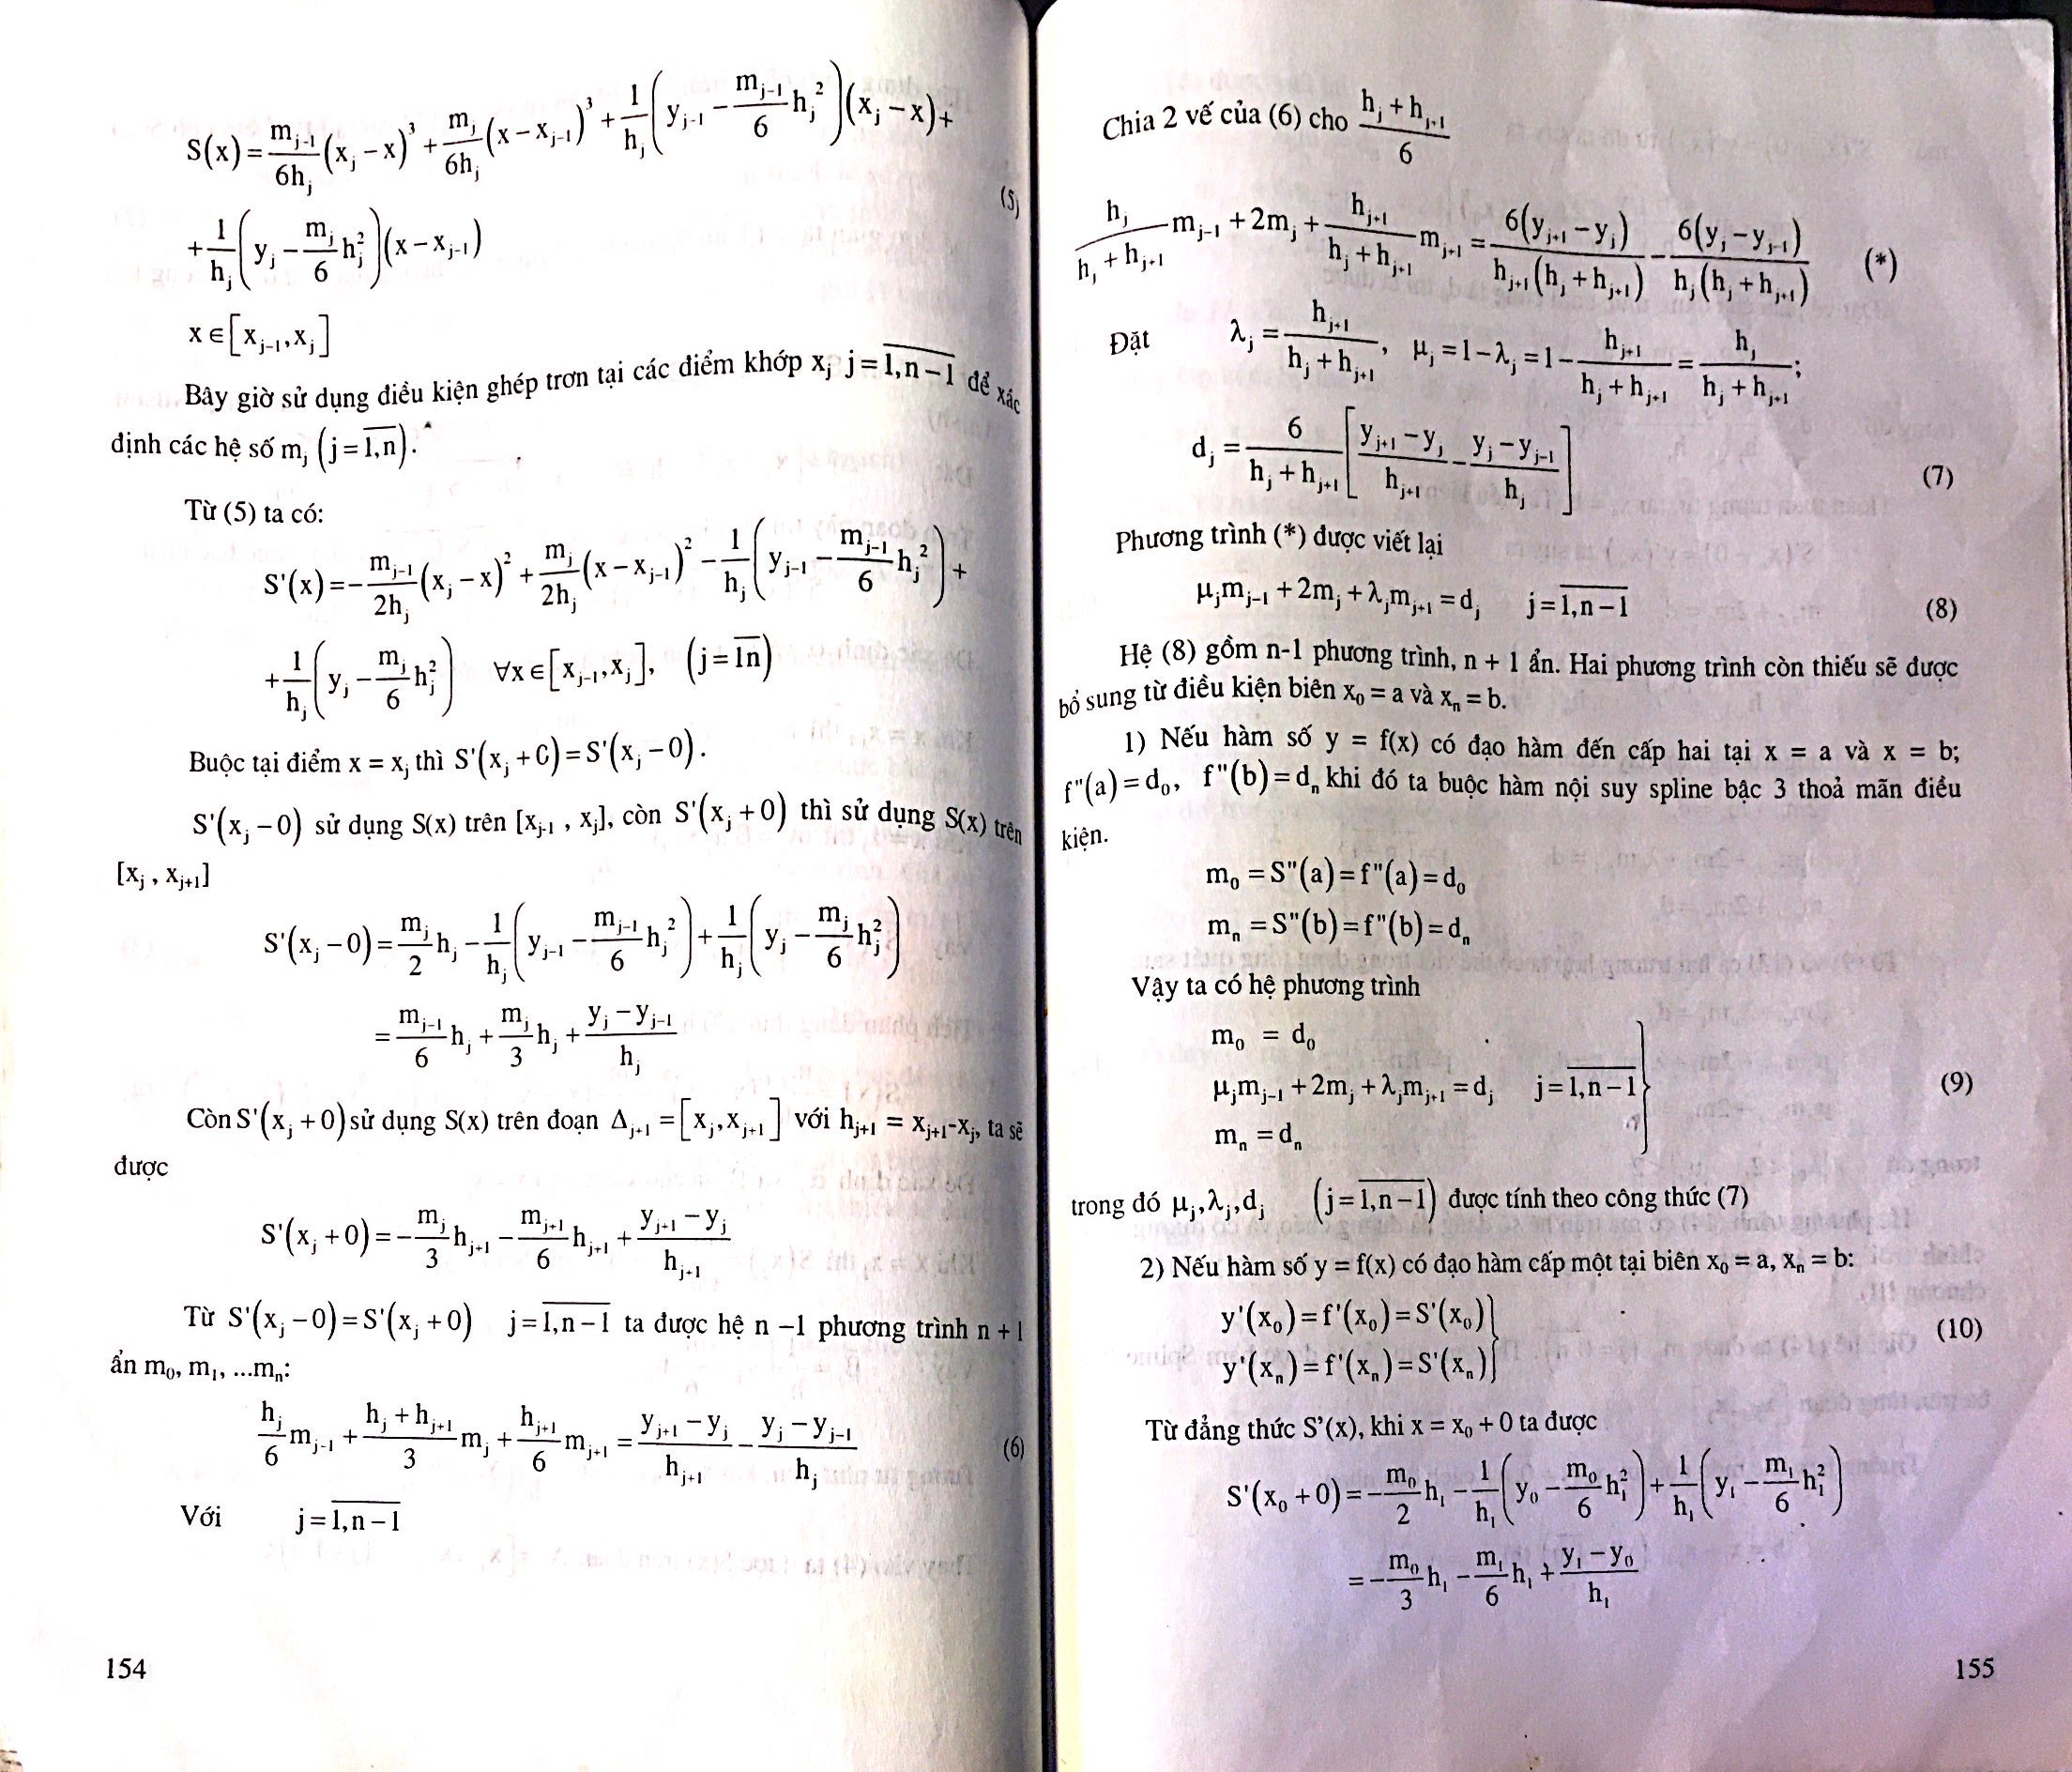 S(x) = \frac{m_{j-1}}{6h_j}(x_j - x)^3 + \frac{m_j}{6h_j}(x - x_{j-1})^3 + \frac{1}{h_j}\left(y_{j-1} - \frac{m_{j-1}}{6}h_j^2\right)(x_j - x) +
(5)
+ \frac{1}{h_j}\left(y_j - \frac{m_j}{6}h_j^2\right)(x - x_{j-1})
x ∈ [x_{j-1}, x_j]
Bây giờ sử dụng điều kiện ghép trơn tại các điểm khớp x_j j = \overline{1,n-1} để xác
định các hệ số m_j (j = \overline{1,n}).
Từ (5) ta có:
S'(x) = -\frac{m_{j-1}}{2h_j}(x_j - x)^2 + \frac{m_j}{2h_j}(x - x_{j-1})^2 - \frac{1}{h_j}\left(y_{j-1} - \frac{m_{j-1}}{6}h_j^2\right) +
+ \frac{1}{h_j}\left(y_j - \frac{m_j}{6}h_j^2\right) ∀x ∈ [x_{j-1}, x_j], (j = \overline{1n})
Buộc tại điểm x = x_j thì S'(x_j + 0) = S'(x_j - 0).
S'(x_j - 0) sử dụng S(x) trên [x_{j-1} , x_j], còn S'(x_j + 0) thì sử dụng S(x) trên
[x_j , x_{j+1}]
S'(x_j - 0) = \frac{m_j}{2}h_j - \frac{1}{h_j}\left(y_{j-1} - \frac{m_{j-1}}{6}h_j^2\right) + \frac{1}{h_j}\left(y_j - \frac{m_j}{6}h_j^2\right)
= \frac{m_{j-1}}{6}h_j + \frac{m_j}{3}h_j + \frac{y_j - y_{j-1}}{h_j}
Còn S'(x_j + 0) sử dụng S(x) trên đoạn Δ_{j+1} = [x_j, x_{j+1}] với h_{j+1} = x_{j+1}-x_j, ta sẽ
được
S'(x_j + 0) = -\frac{m_j}{3}h_{j+1} - \frac{m_{j+1}}{6}h_{j+1} + \frac{y_{j+1} - y_j}{h_{j+1}}
Từ S'(x_j - 0) = S'(x_j + 0) j = \overline{1,n-1} ta được hệ n –1 phương trình n + 1
ẩn m_0, m_1, ...m_n:
\frac{h_j}{6}m_{j-1} + \frac{h_j + h_{j+1}}{3}m_j + \frac{h_{j+1}}{6}m_{j+1} = \frac{y_{j+1} - y_j}{h_{j+1}} - \frac{y_j - y_{j-1}}{h_j} (6)
Với j = \overline{1,n-1}
154
Chia 2 vế của (6) cho \frac{h_j + h_{j+1}}{6}
\frac{h_j}{h_j + h_{j+1}}m_{j-1} + 2m_j + \frac{h_{j+1}}{h_j + h_{j+1}}m_{j+1} = \frac{6(y_{j+1} - y_j)}{h_{j+1}(h_j + h_{j+1})} - \frac{6(y_j - y_{j-1})}{h_j(h_j + h_{j+1})} (*)
Đặt λ_j = \frac{h_{j+1}}{h_j + h_{j+1}}, μ_j = 1 - λ_j = 1 - \frac{h_{j+1}}{h_j + h_{j+1}} = \frac{h_j}{h_j + h_{j+1}};
d_j = \frac{6}{h_j + h_{j+1}}\left[\frac{y_{j+1} - y_j}{h_{j+1}} - \frac{y_j - y_{j-1}}{h_j}\right] (7)
Phương trình (*) được viết lại
μ_jm_{j-1} + 2m_j + λ_jm_{j+1} = d_j j = \overline{1,n-1} (8)
Hệ (8) gồm n-1 phương trình, n + 1 ẩn. Hai phương trình còn thiếu sẽ được
bổ sung từ điều kiện biên x_0 = a và x_n = b.
1) Nếu hàm số y = f(x) có đạo hàm đến cấp hai tại x = a và x = b;
f"(a) = d_0, f"(b) = d_n khi đó ta buộc hàm nội suy spline bậc 3 thoả mãn điều
kiện.
m_0 = S"(a) = f"(a) = d_0
m_n = S"(b) = f"(b) = d_n
Vậy ta có hệ phương trình
m_0 = d_0
μ_jm_{j-1} + 2m_j + λ_jm_{j+1} = d_j j = \overline{1,n-1} (9)
m_n = d_n
trong đó μ_j, λ_j, d_j (j = \overline{1,n-1}) được tính theo công thức (7)
2) Nếu hàm số y = f(x) có đạo hàm cấp một tại biên x_0 = a, x_n = b:
y'(x_0) = f'(x_0) = S'(x_0)
(10)
y'(x_n) = f'(x_n) = S'(x_n)
Từ đẳng thức S'(x), khi x = x_0 + 0 ta được
S'(x_0 + 0) = -\frac{m_0}{2}h_1 - \frac{1}{h_1}\left(y_0 - \frac{m_0}{6}h_1^2\right) + \frac{1}{h_1}\left(y_1 - \frac{m_1}{6}h_1^2\right)
= -\frac{m_0}{3}h_1 - \frac{m_1}{6}h_1 + \frac{y_1 - y_0}{h_1}
155